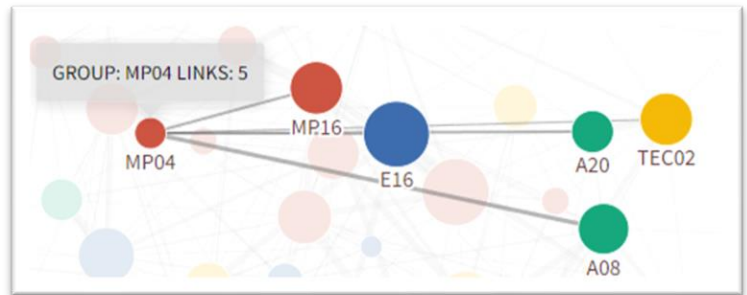 GROUP: MP04 LINKS: 5
MP16
MP04
E16
A20
TEC02
A08